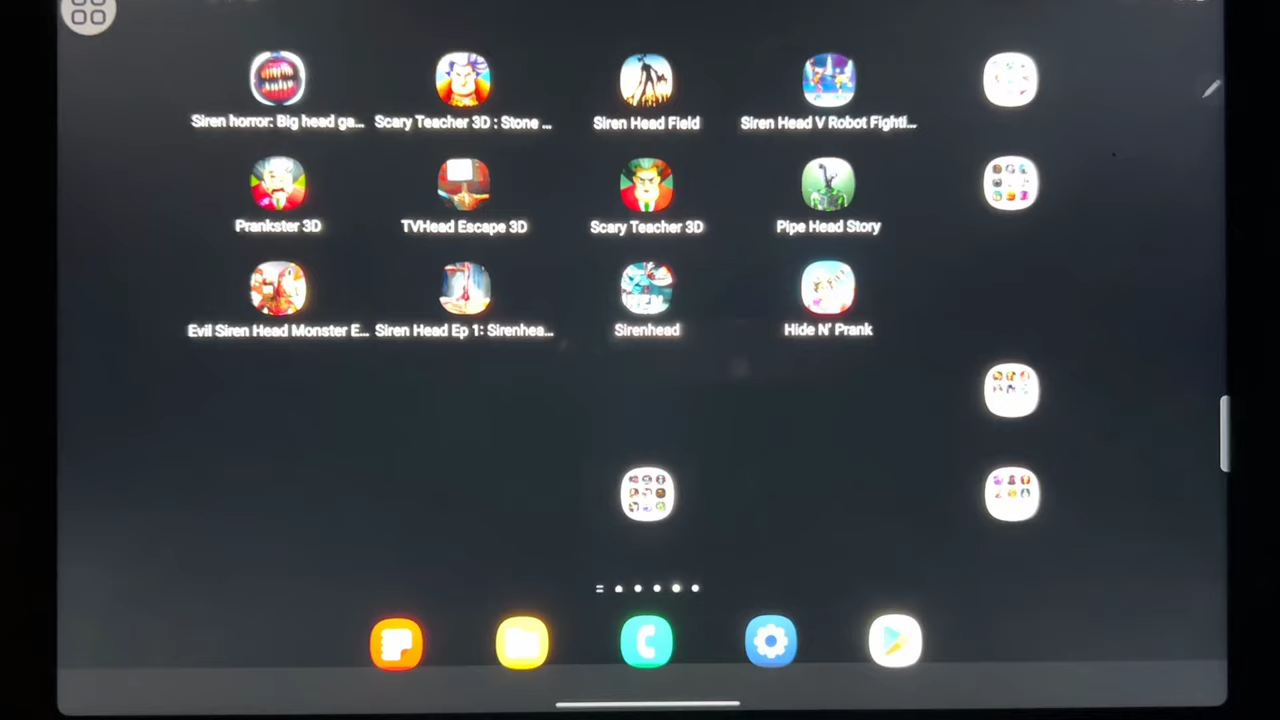 Siren horror: Big head ga...
Scary Teacher 3D : Stone ...
Siren Head Field
Siren Head V Robot Fighti...
Prankster 3D
TVHead Escape 3D
Scary Teacher 3D
Pipe Head Story
Evil Siren Head Monster E...
Siren Head Ep 1: Sirenhea...
Sirenhead
Hide N' Prank